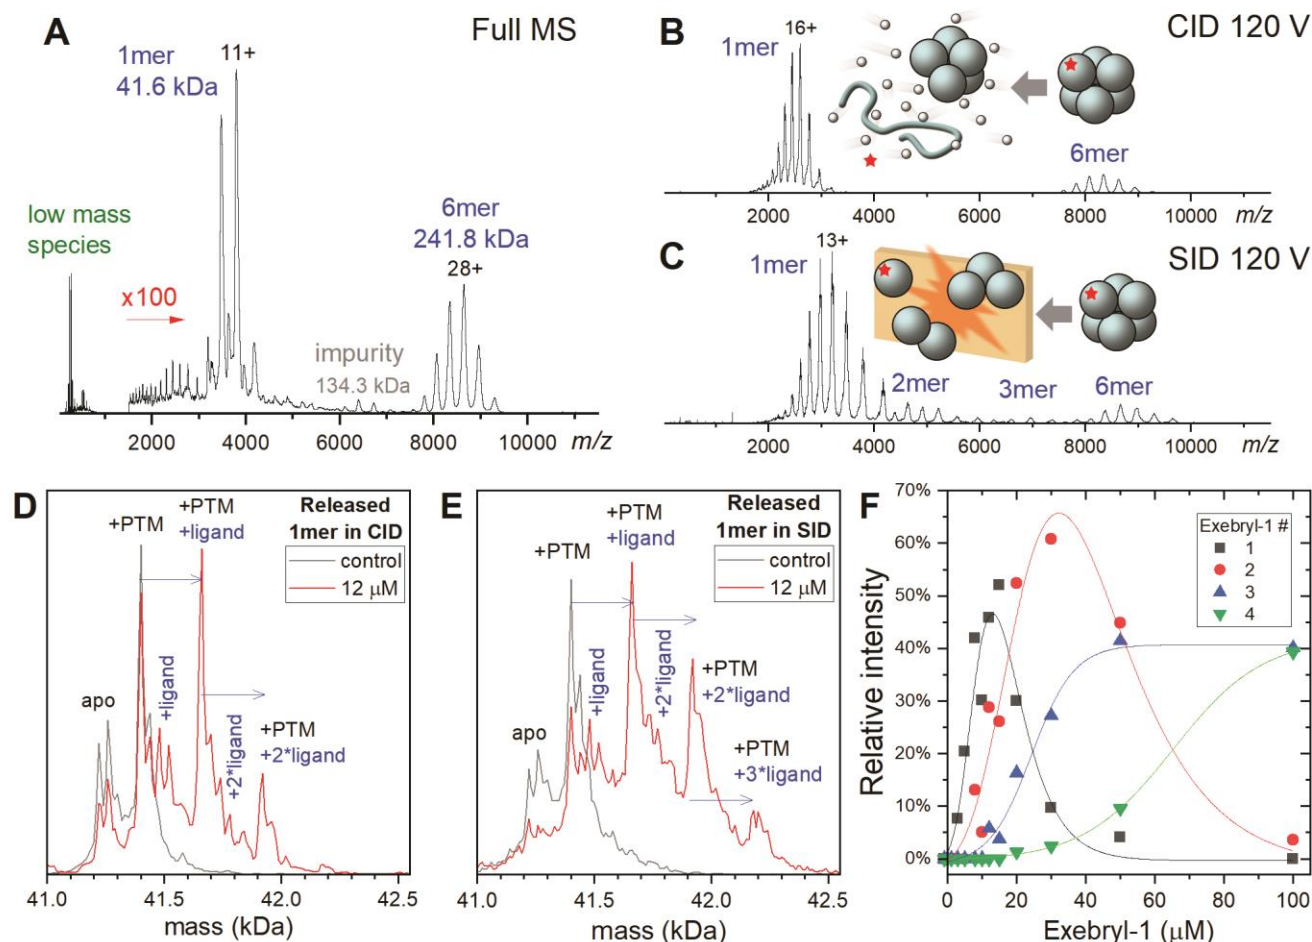 A
Full MS
1mer
41.6 kDa
11+
low mass
species
x100
impurity
134.3 kDa
6mer
241.8 kDa
28+
2000 4000 6000 8000 10000 m/z
B
CID 120 V
1mer
16+
6mer
2000 4000 6000 8000 10000 m/z
C
SID 120 V
1mer
13+
2mer
3mer
6mer
2000 4000 6000 8000 10000 m/z
D
Released
1mer in CID
control
12 μM
apo
+PTM
+ligand
+PTM
+ligand
+2*ligand
+PTM
+2*ligand
41.0 41.5 42.0 42.5
mass (kDa)
E
Released
1mer in SID
control
12 μM
apo
+PTM
+ligand
+PTM
+ligand
+2*ligand
+PTM
+2*ligand
+PTM
+3*ligand
41.0 41.5 42.0 42.5
mass (kDa)
F
Relative intensity
70%
60%
50%
40%
30%
20%
10%
0%
Exebryl-1 #
1
2
3
4
0 20 40 60 80 100
Exebryl-1 (μM)